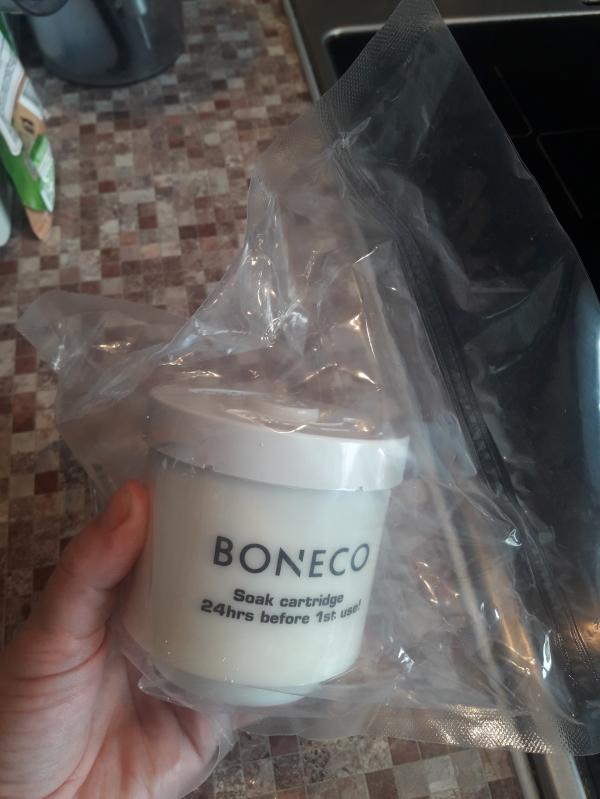 BONECO
Soak cartridge
24hrs before 1st use!